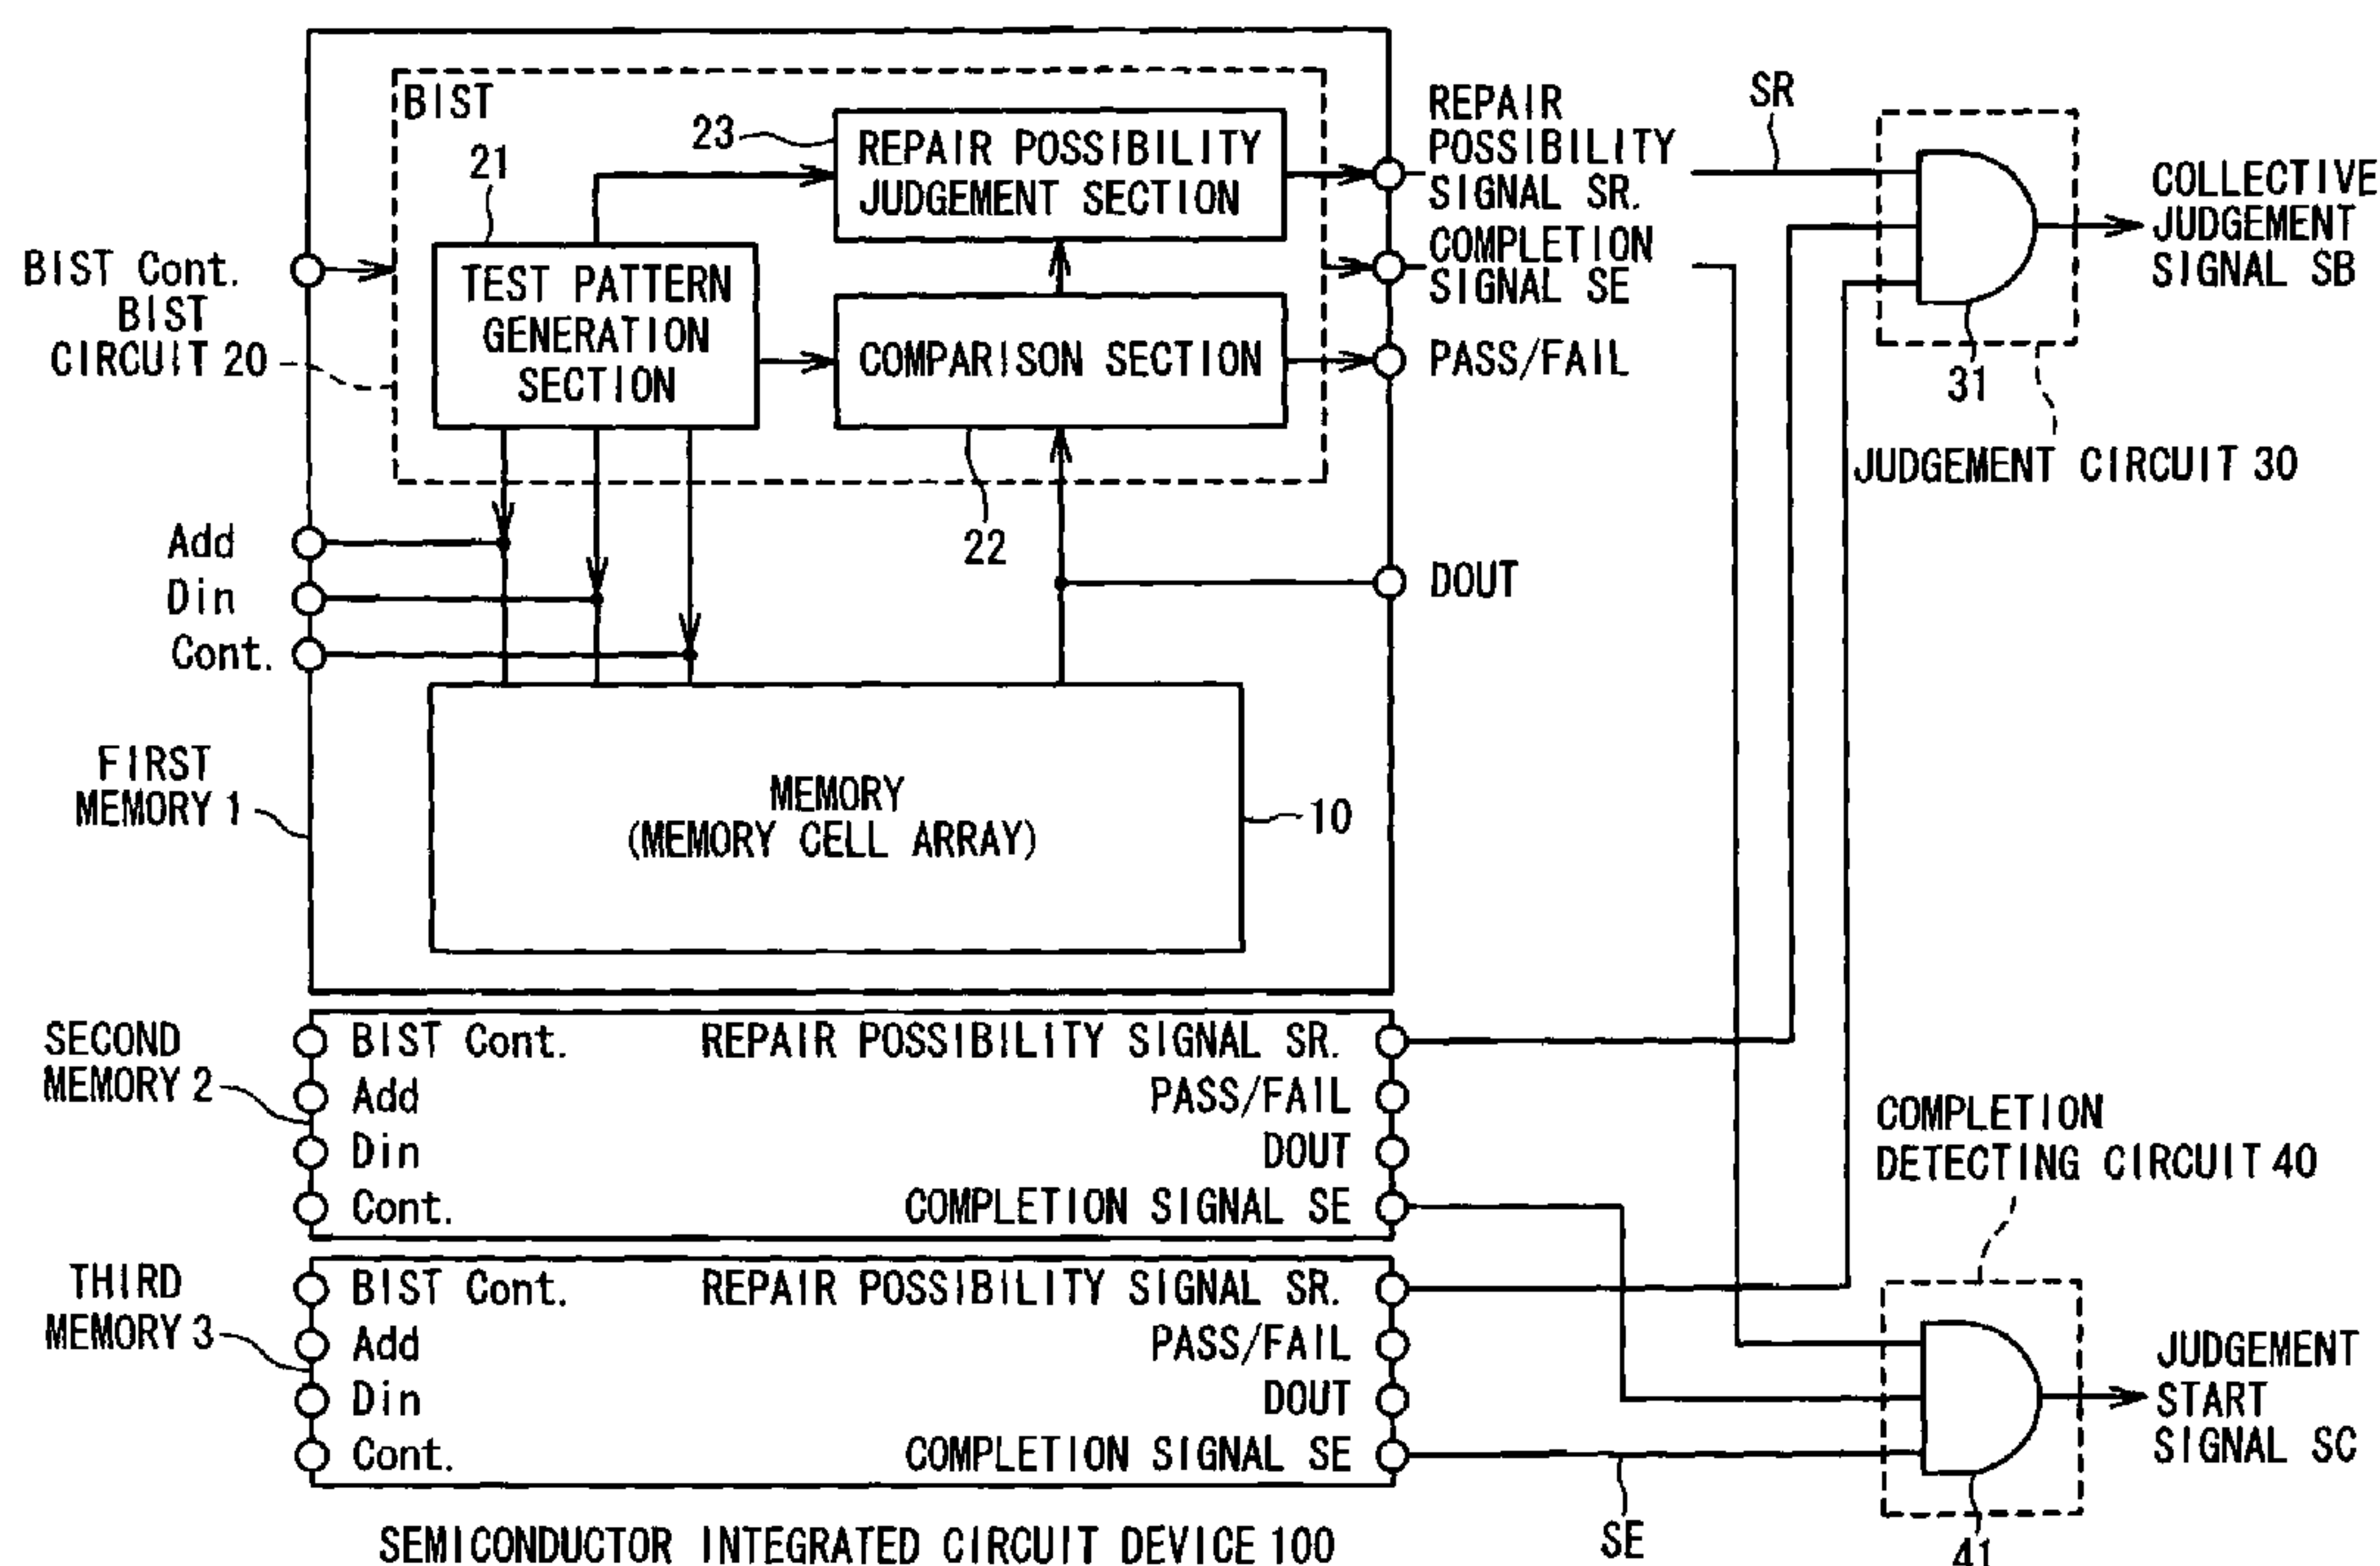 BIST
23
REPAIR POSSIBILITY
JUDGEMENT SECTION
21
TEST PATTERN
GENERATION
SECTION
COMPARISON SECTION
22
BIST Cont.
BIST
CIRCUIT 20
Add
Din
Cont.
FIRST
MEMORY 1
MEMORY
(MEMORY CELL ARRAY)
10
REPAIR
POSSIBILITY
SIGNAL SR.
COMPLETION
SIGNAL SE
PASS/FAIL
DOUT
SR
31
COLLECTIVE
JUDGEMENT
SIGNAL SB
JUDGEMENT CIRCUIT 30
SECOND
MEMORY 2
BIST Cont.
Add
Din
Cont.
REPAIR POSSIBILITY SIGNAL SR.
PASS/FAIL
DOUT
COMPLETION SIGNAL SE
THIRD
MEMORY 3
BIST Cont.
Add
Din
Cont.
REPAIR POSSIBILITY SIGNAL SR.
PASS/FAIL
DOUT
COMPLETION SIGNAL SE
COMPLETION
DETECTING CIRCUIT 40
JUDGEMENT
START
SIGNAL SC
SE
41
SEMICONDUCTOR INTEGRATED CIRCUIT DEVICE 100